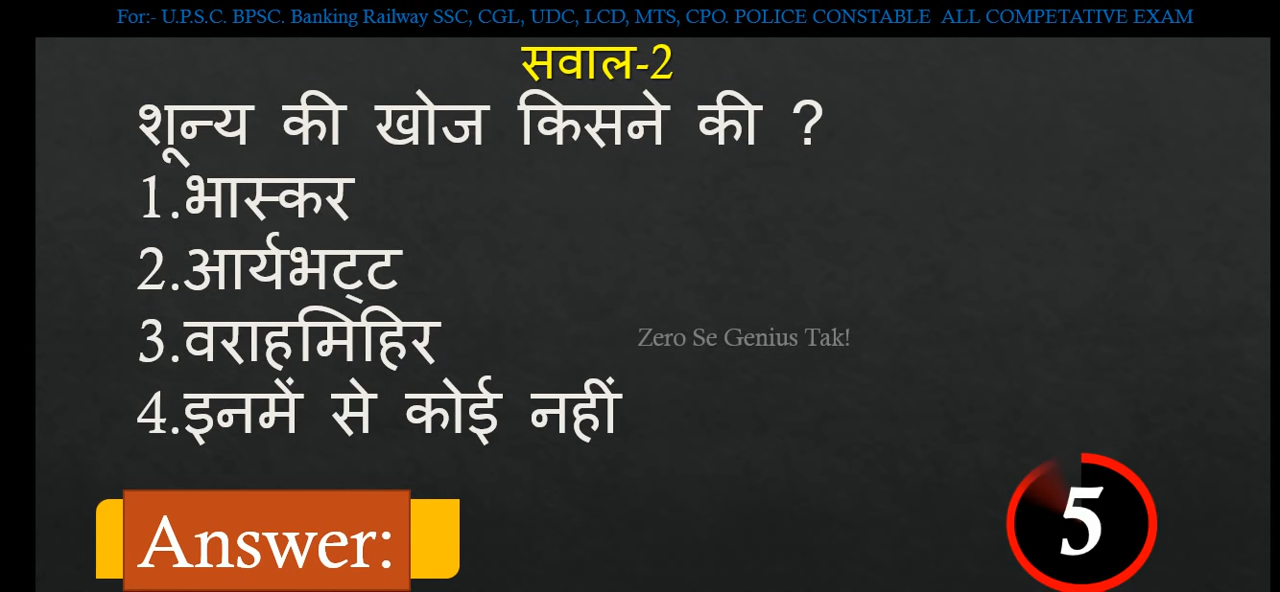 For:- U.P.S.C. BPSC. Banking Railway SSC, CGL, UDC, LCD, MTS, CPO. POLICE CONSTABLE ALL COMPETATIVE EXAM
सवाल-2
शून्य की खोज किसने की ?
1.भास्कर
2.आर्यभट्ट
3.वराहमिहिर
Zero Se Genius Tak!
4.इनमें से कोई नहीं
Answer:
5